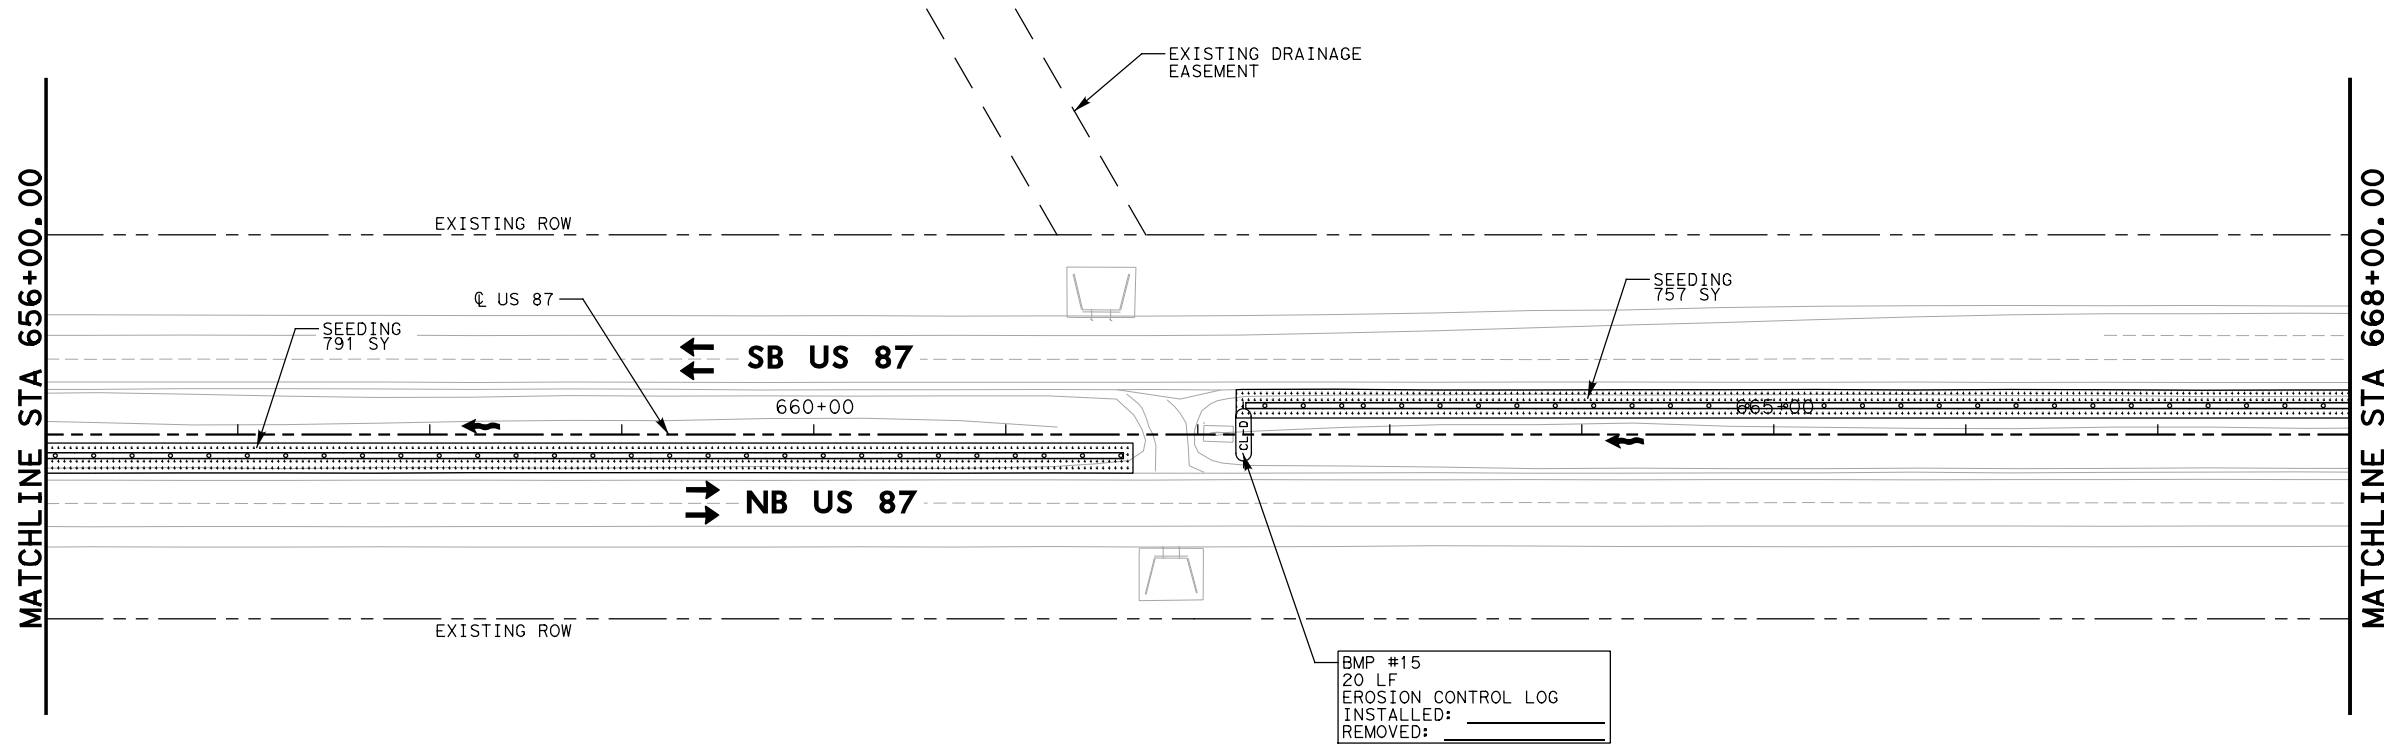 EXISTING DRAINAGE
EASEMENT
MATCHLINE STA 656+00.00
MATCHLINE STA 668+00.00
EXISTING ROW
SEEDING
757 SY
℄ US 87
SEEDING
791 SY
SB US 87
660+00
665+00
CL-D
NB US 87
EXISTING ROW
BMP #15
20 LF
EROSION CONTROL LOG
INSTALLED:
REMOVED: